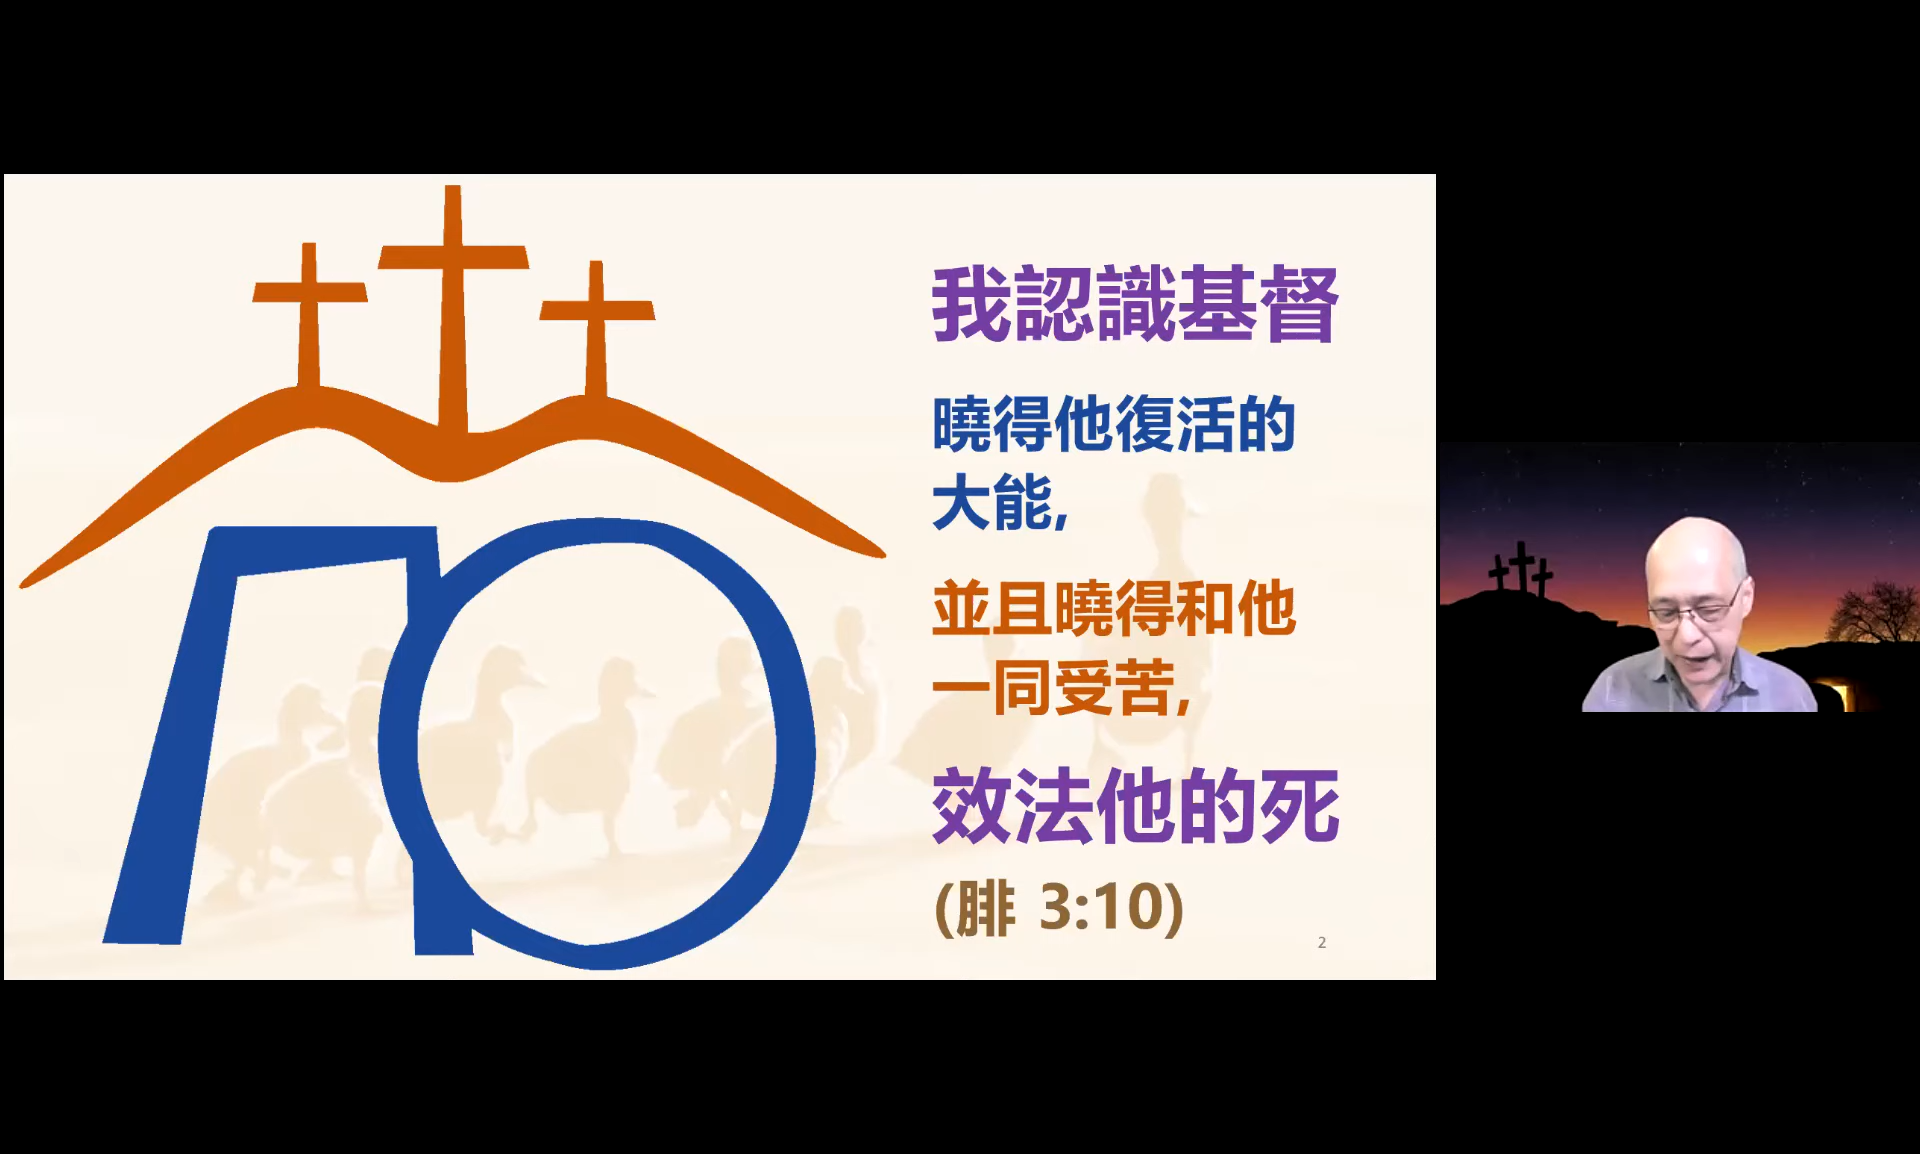 我認識基督
曉得他復活的
大能,
並且曉得和他
一同受苦,
效法他的死
(腓 3:10)
2